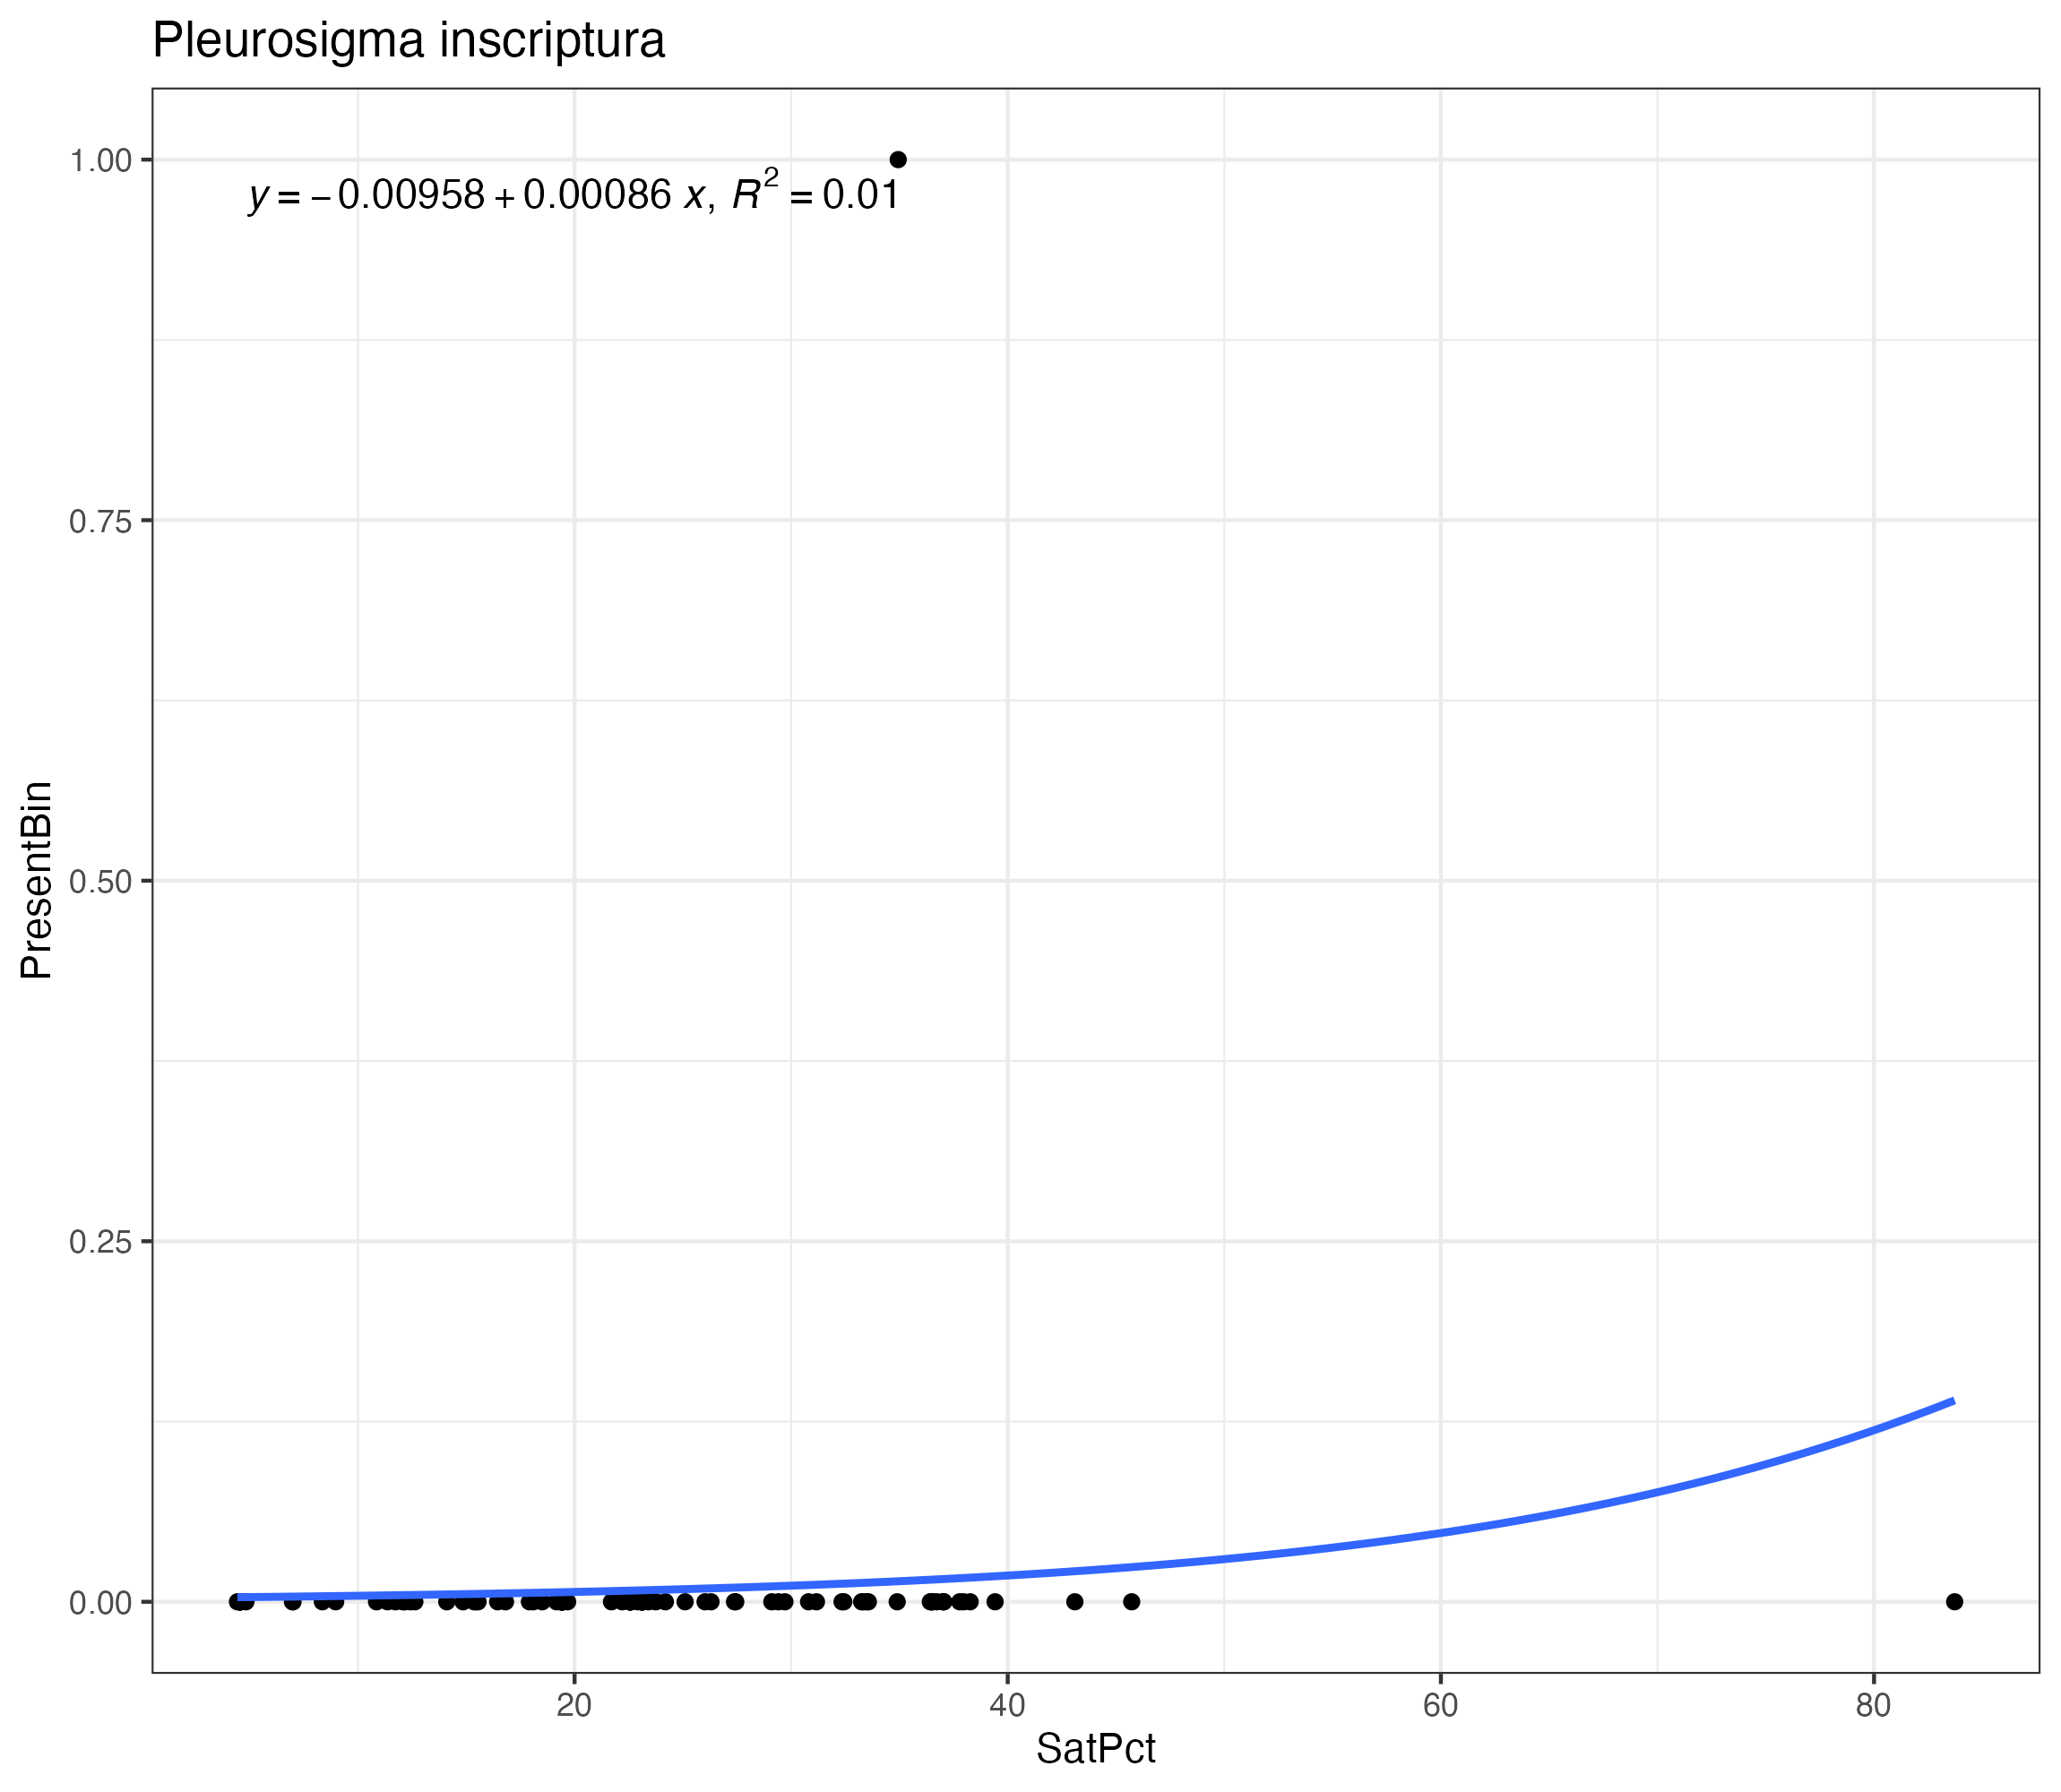 Pleurosigma inscriptura
1.00
y = −0.00958 + 0.00086 x, R² = 0.01
0.75
0.50
0.25
0.00
PresentBin
20 40 60 80
SatPct